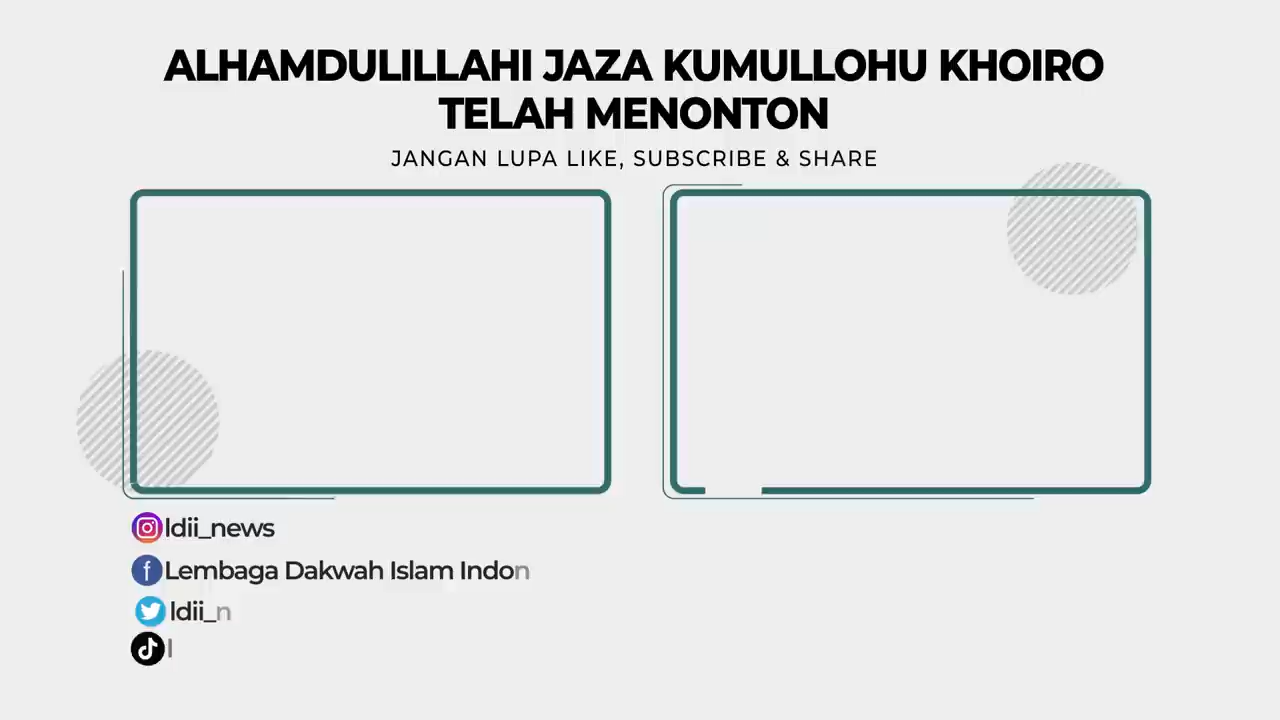 ALHAMDULILLAHI JAZA KUMULLOHU KHOIRO
TELAH MENONTON
JANGAN LUPA LIKE, SUBSCRIBE & SHARE
ldii_news
Lembaga Dakwah Islam Indon
ldii_n
l